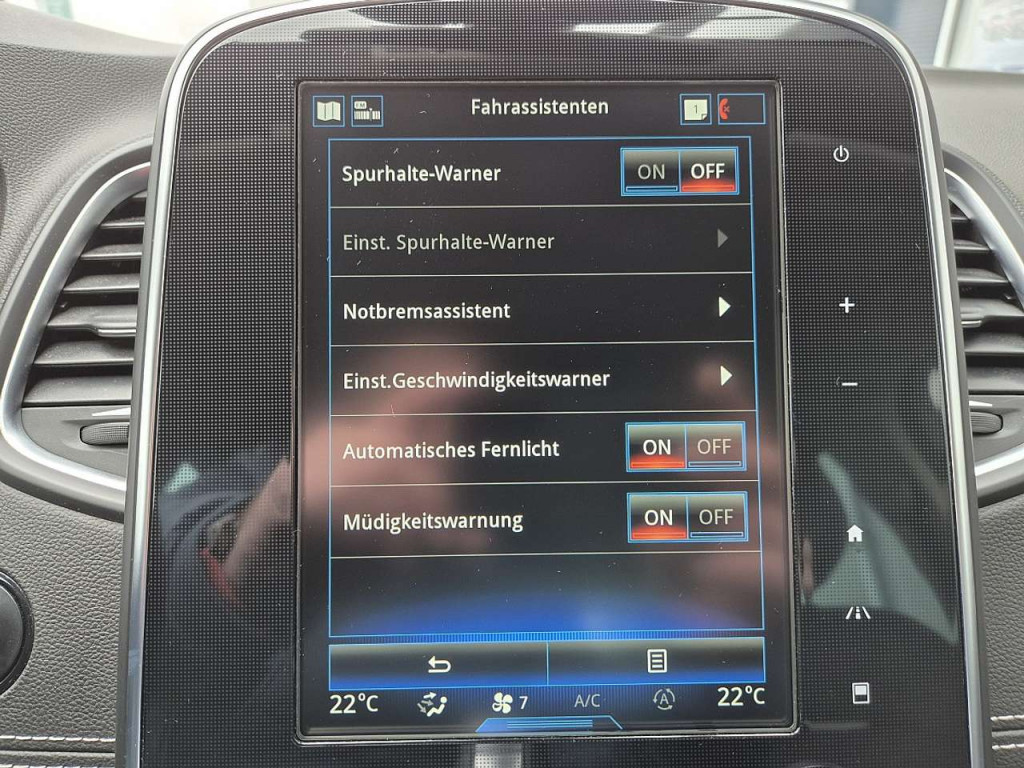 Fahrassistenten
1
Spurhalte-Warner ON OFF
Einst. Spurhalte-Warner
Notbremsassistent
Einst.Geschwindigkeitswarner
Automatisches Fernlicht ON OFF
Müdigkeitswarnung ON OFF
22°C 7 A/C A 22°C